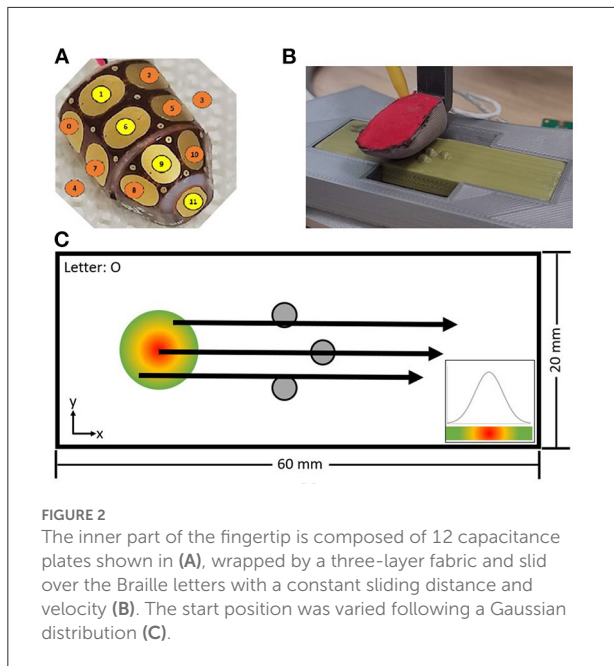 A
B
1
2
3
5
0
6
10
7
9
4
8
11
C
Letter: O
y
x
20 mm
60 mm
FIGURE 2
The inner part of the fingertip is composed of 12 capacitance
plates shown in (A), wrapped by a three-layer fabric and slid
over the Braille letters with a constant sliding distance and
velocity (B). The start position was varied following a Gaussian
distribution (C).